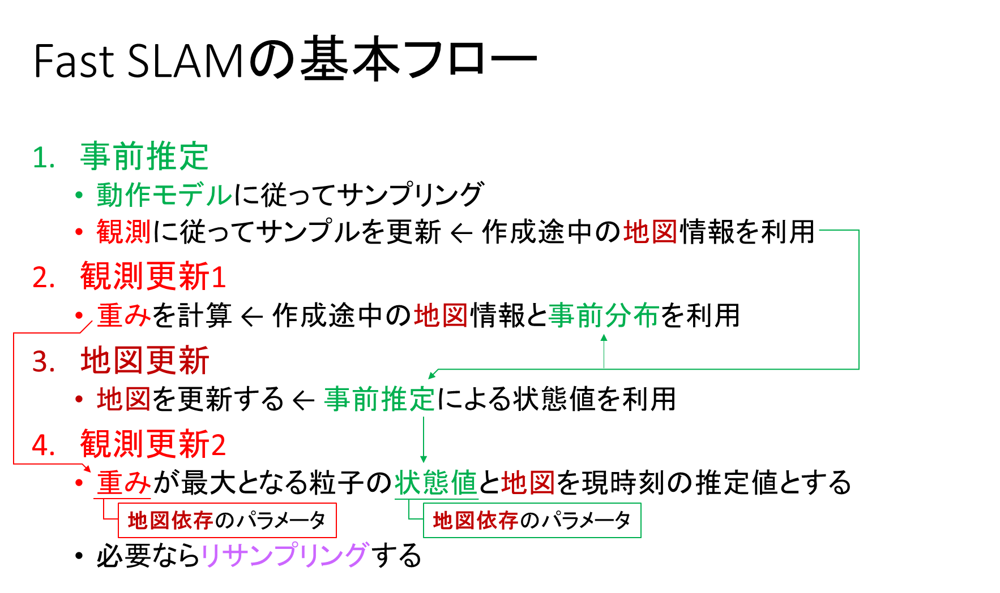 Fast SLAMの基本フロー
1. 事前推定
• 動作モデルに従ってサンプリング
• 観測に従ってサンプルを更新 ← 作成途中の地図情報を利用
2. 観測更新1
• 重みを計算 ← 作成途中の地図情報と事前分布を利用
3. 地図更新
• 地図を更新する ← 事前推定による状態値を利用
4. 観測更新2
• 重みが最大となる粒子の状態値と地図を現時刻の推定値とする
地図依存のパラメータ
地図依存のパラメータ
• 必要ならリサンプリングする